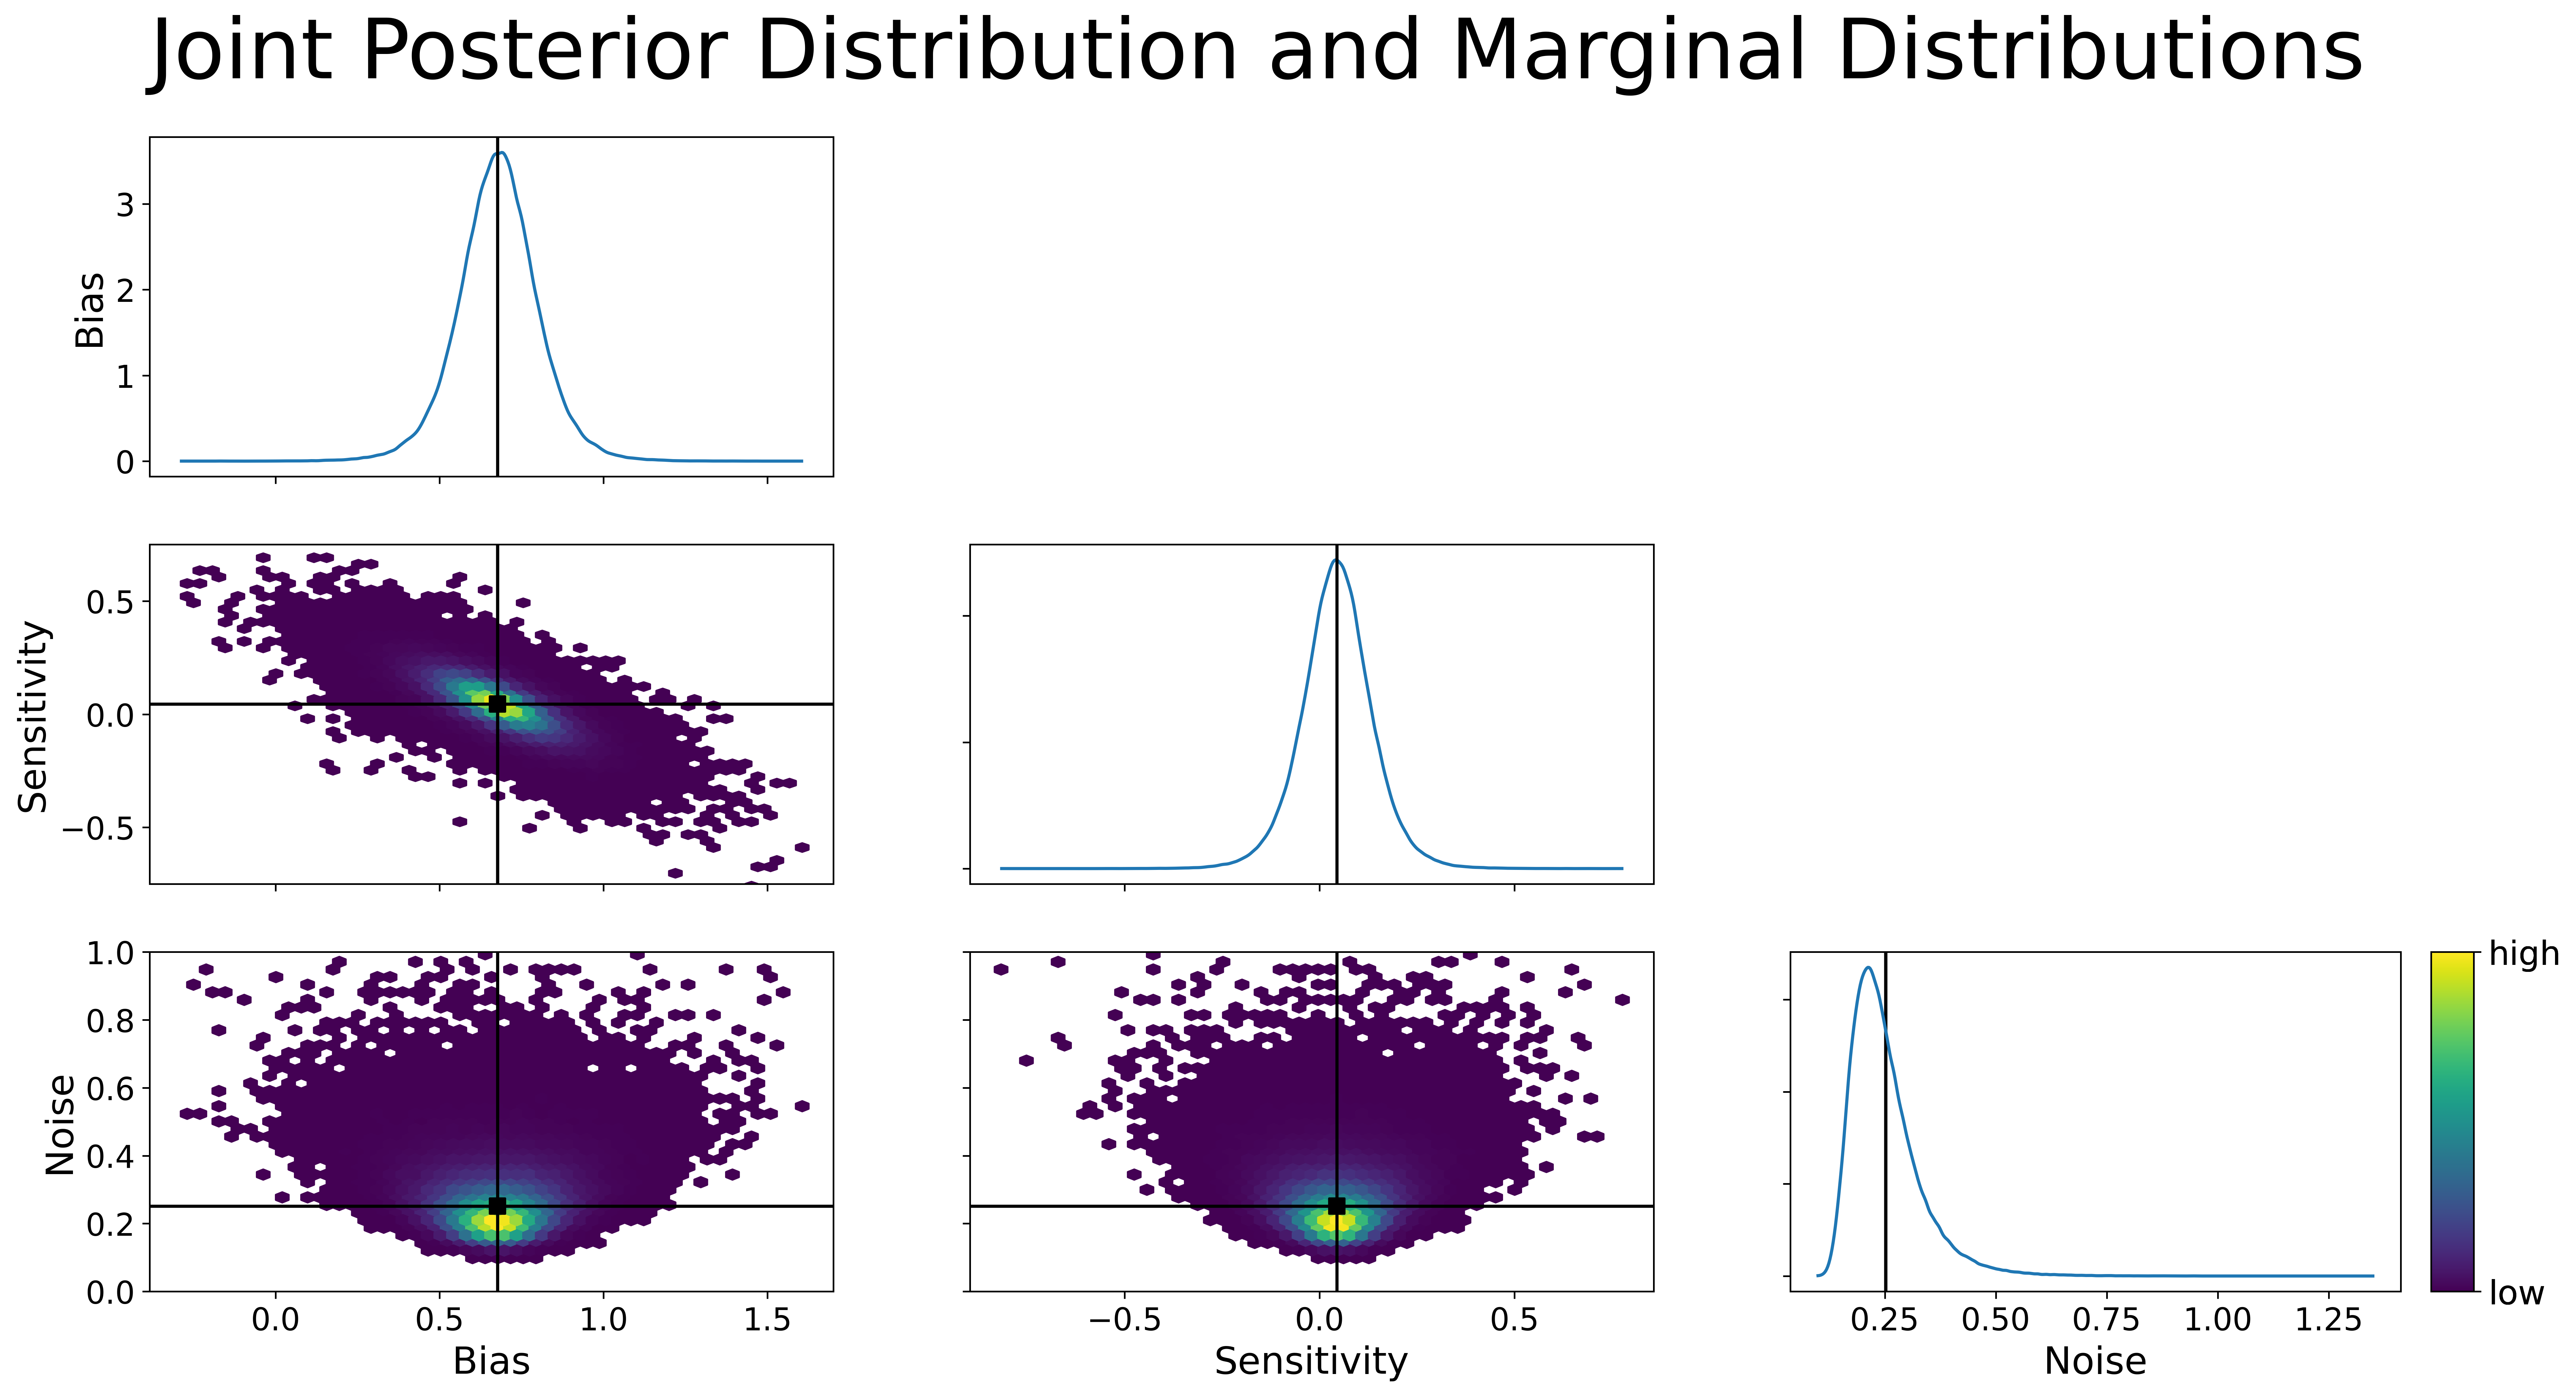 Joint Posterior Distribution and Marginal Distributions
3
2
1
0
Bias
0.5
0.0
−0.5
Sensitivity
1.0
0.8
0.6
0.4
0.2
0.0
Noise
0.0 0.5 1.0 1.5
Bias
−0.5 0.0 0.5
Sensitivity
0.25 0.50 0.75 1.00 1.25
Noise
high
low